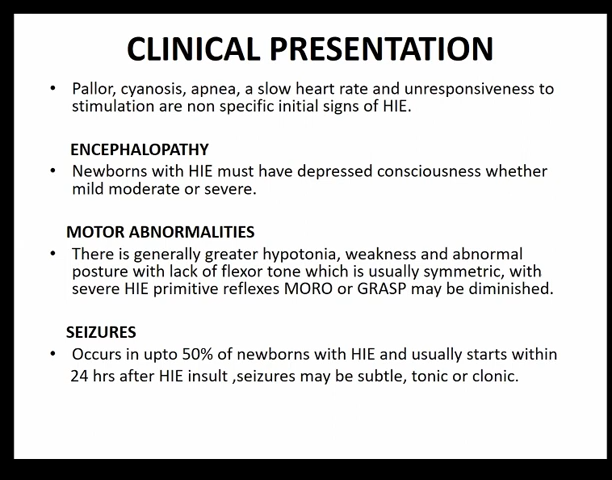 CLINICAL PRESENTATION
• Pallor, cyanosis, apnea, a slow heart rate and unresponsiveness to
stimulation are non specific initial signs of HIE.
ENCEPHALOPATHY
• Newborns with HIE must have depressed consciousness whether
mild moderate or severe.
MOTOR ABNORMALITIES
• There is generally greater hypotonia, weakness and abnormal
posture with lack of flexor tone which is usually symmetric, with
severe HIE primitive reflexes MORO or GRASP may be diminished.
SEIZURES
• Occurs in upto 50% of newborns with HIE and usually starts within
24 hrs after HIE insult ,seizures may be subtle, tonic or clonic.